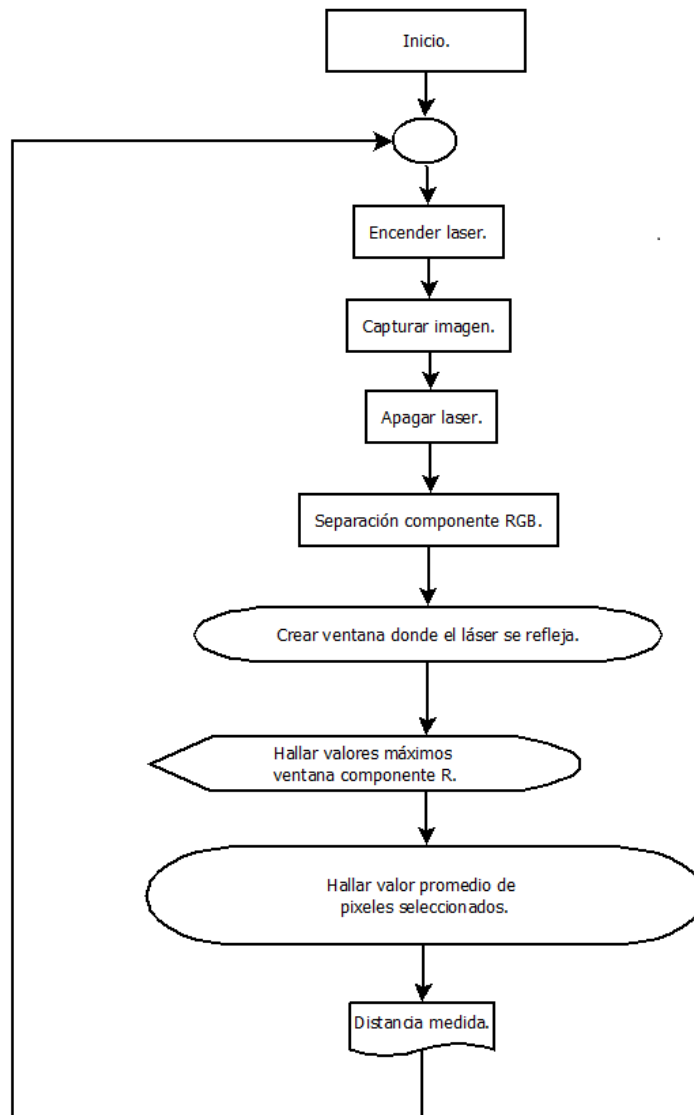 Inicio.
Encender laser.
Capturar imagen.
Apagar laser.
Separación componente RGB.
Crear ventana donde el láser se refleja.
Hallar valores máximos
ventana componente R.
Hallar valor promedio de
pixeles seleccionados.
Distancia medida.